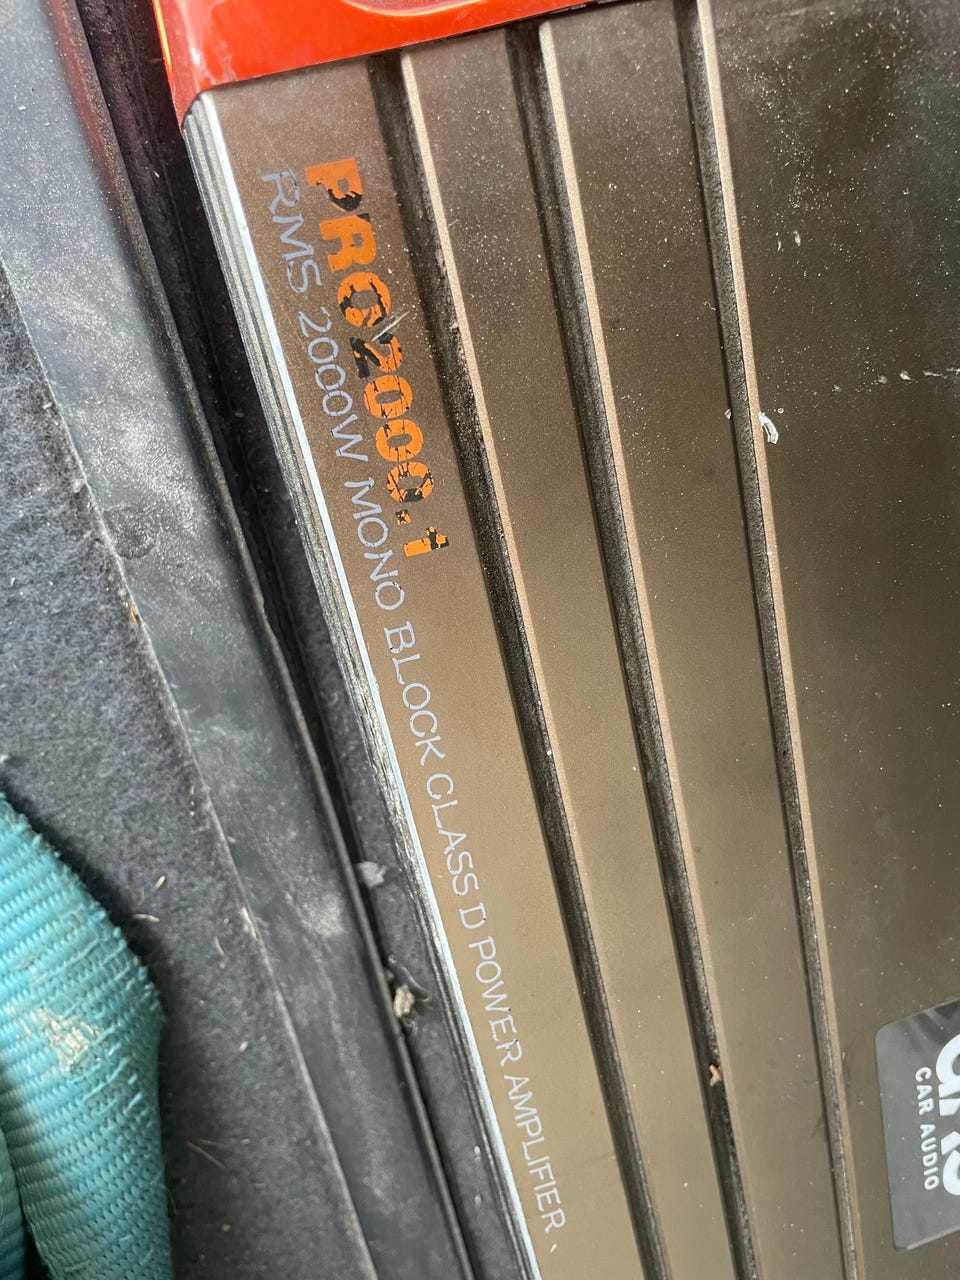 PRO2000.1
RMS 2000W MONO BLOCK CLASS D POWER AMPLIFIER
CAR AUDIO